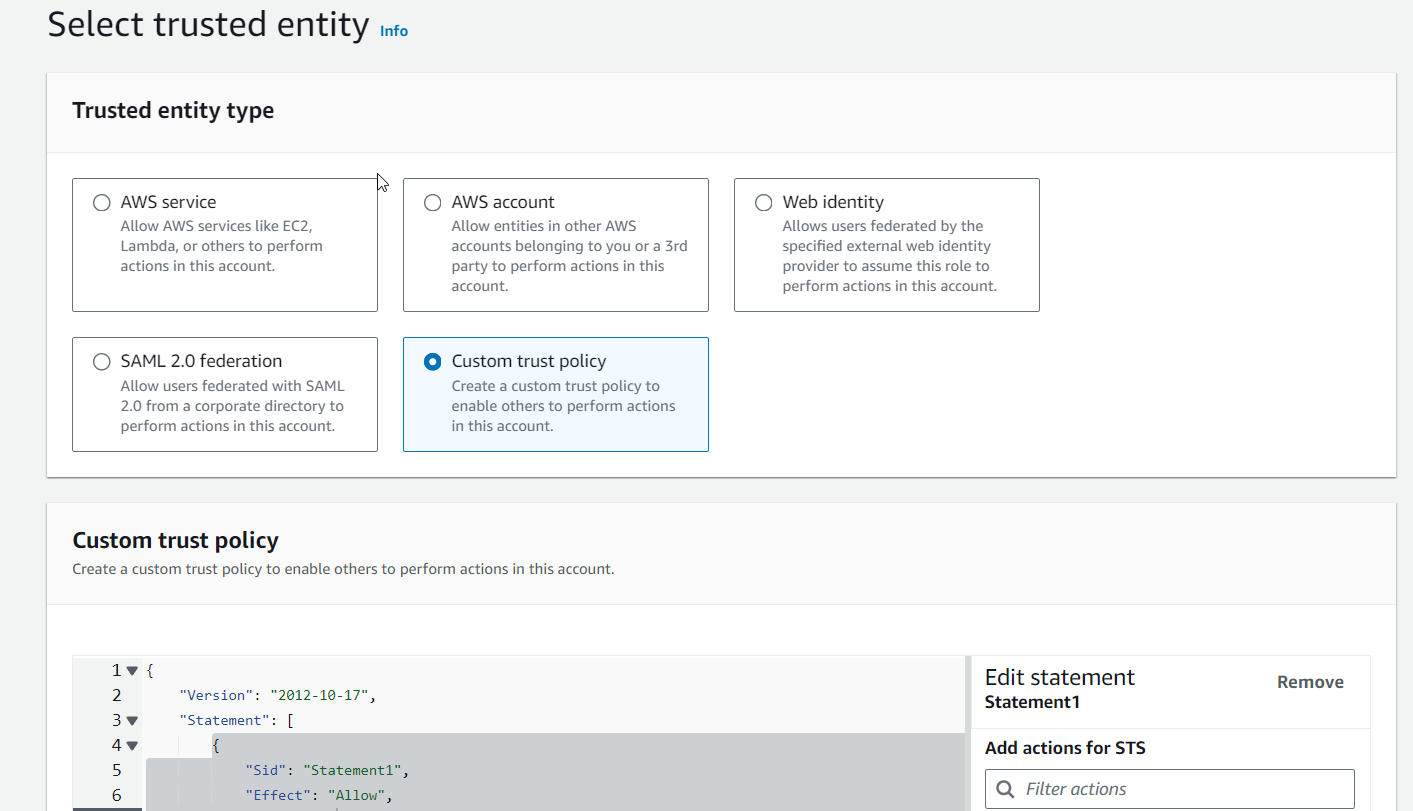 Select trusted entity Info
Trusted entity type
AWS service
Allow AWS services like EC2,
Lambda, or others to perform
actions in this account.
AWS account
Allow entities in other AWS
accounts belonging to you or a 3rd
party to perform actions in this
account.
Web identity
Allows users federated by the
specified external web identity
provider to assume this role to
perform actions in this account.
SAML 2.0 federation
Allow users federated with SAML
2.0 from a corporate directory to
perform actions in this account.
Custom trust policy
Create a custom trust policy to
enable others to perform actions
in this account.
Custom trust policy
Create a custom trust policy to enable others to perform actions in this account.
1 {
2 "Version": "2012-10-17",
3 "Statement": [
4 {
5 "Sid": "Statement1",
6 "Effect": "Allow",
Edit statement
Remove
Statement1
Add actions for STS
Filter actions